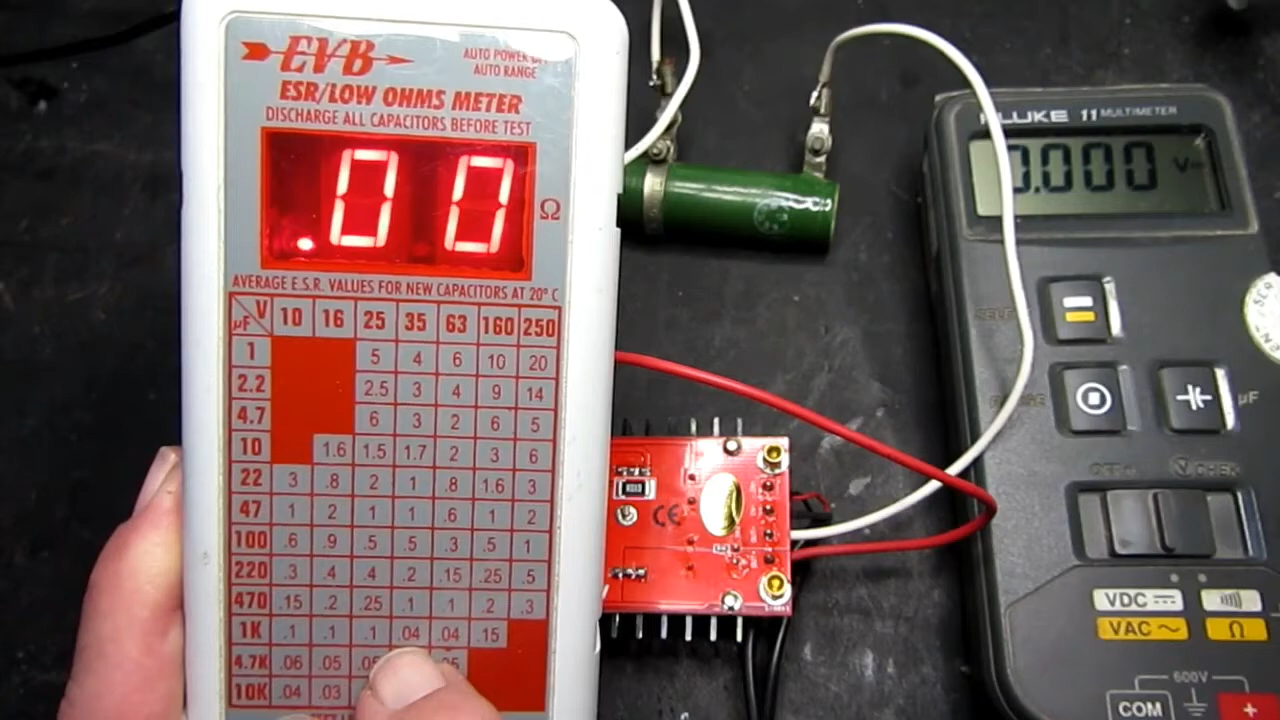 EVB
AUTO POWER OFF
AUTO RANGE
ESR/LOW OHMS METER
DISCHARGE ALL CAPACITORS BEFORE TEST
.00 Ω
AVERAGE E.S.R. VALUES FOR NEW CAPACITORS AT 20° C
µF V 10 16 25 35 63 160 250
1 5 4 6 10 20
2.2 2.5 3 4 9 14
4.7 6 3 2 6 5
10 1.6 1.5 1.7 2 3 6
22 3 .8 2 1 .8 1.6 3
47 1 2 1 1 .6 1 2
100 .6 .9 .5 .5 .3 .5 1
220 .3 .4 .4 .2 .15 .25 .5
470 .15 .2 .25 .1 .1 .2 .3
1K .1 .1 .1 .04 .04 .15
4.7K .06 .05
10K .04 .03
CE
FLUKE 11 MULTIMETER
0.000 V
µF
VDC
VAC
Ω
600V
COM
+